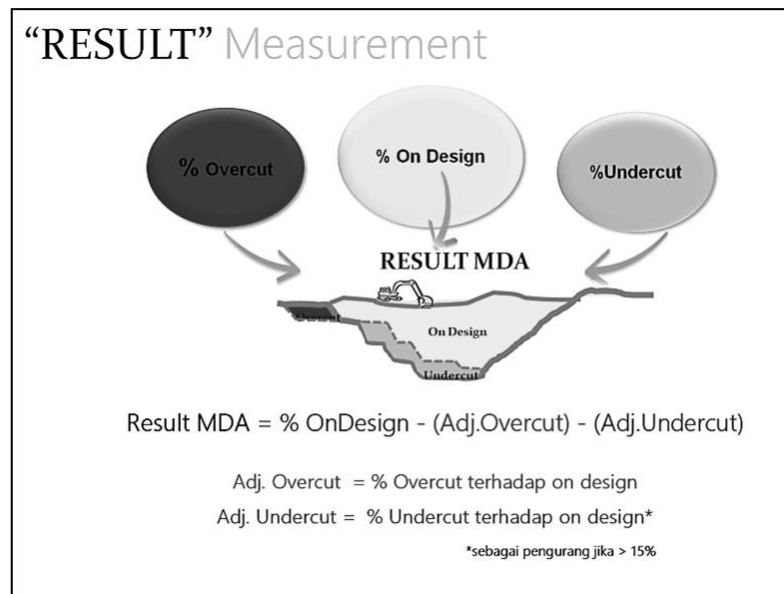 “RESULT” Measurement
% Overcut
% On Design
%Undercut
RESULT MDA
Overcut
On Design
Undercut
Result MDA = % OnDesign - (Adj.Overcut) - (Adj.Undercut)
Adj. Overcut = % Overcut terhadap on design
Adj. Undercut = % Undercut terhadap on design*
*sebagai pengurang jika > 15%